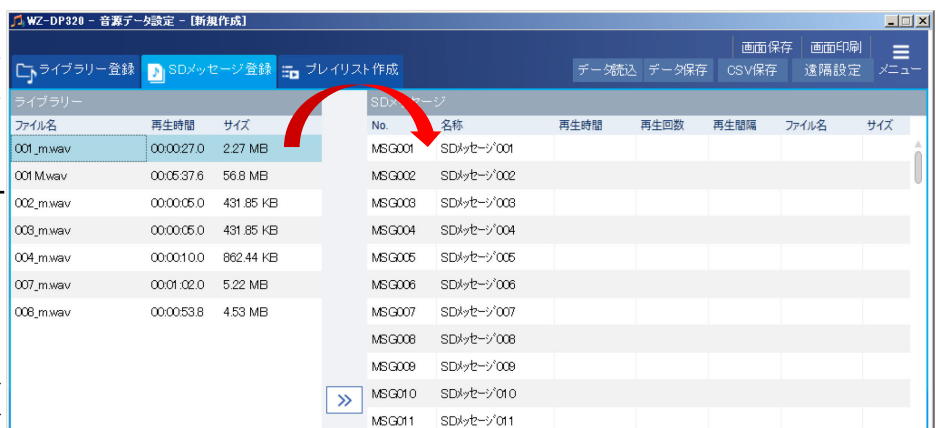 WZ-DP320 - 音源データ設定 - [新規作成]
画面保存 画面印刷
ライブラリー登録 SDメッセージ登録 プレイリスト作成 データ読込 データ保存 CSV保存 遠隔設定 メニュー
ライブラリー SDメッセージ
ファイル名 再生時間 サイズ No. 名称 再生時間 再生回数 再生間隔 ファイル名 サイズ
001_m.wav 00:00:27.0 2.27 MB MSG001 SDメッセージ001
001M.wav 00:05:37.6 56.8 MB MSG002 SDメッセージ002
002_m.wav 00:00:05.0 431.85 KB MSG003 SDメッセージ003
003_m.wav 00:00:05.0 431.85 KB MSG004 SDメッセージ004
004_m.wav 00:00:10.0 862.44 KB MSG005 SDメッセージ005
007_m.wav 00:01:02.0 5.22 MB MSG006 SDメッセージ006
008_m.wav 00:00:53.8 4.53 MB MSG007 SDメッセージ007
MSG008 SDメッセージ008
MSG009 SDメッセージ009
MSG010 SDメッセージ010
MSG011 SDメッセージ011